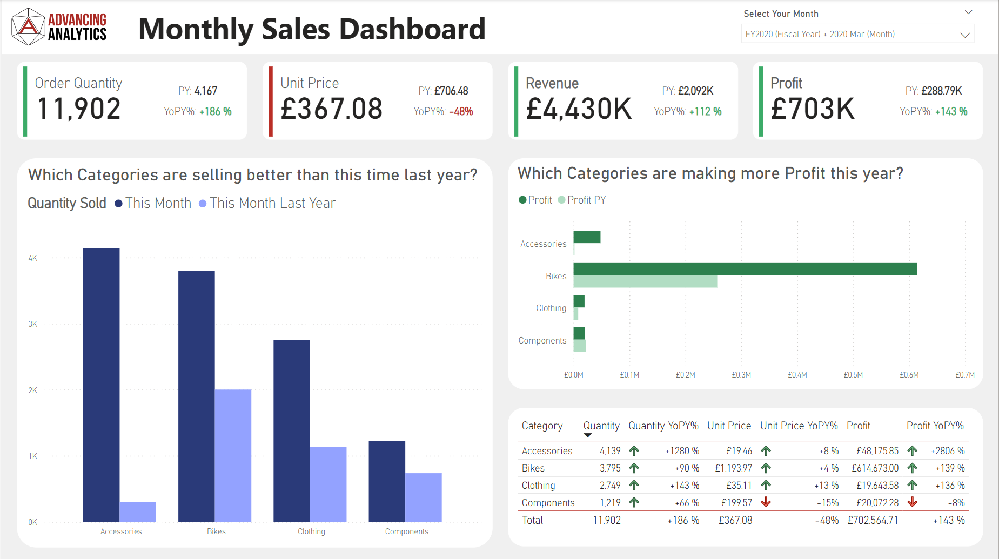 ADVANCING
ANALYTICS
Monthly Sales Dashboard
Select Your Month
FY2020 (Fiscal Year) + 2020 Mar (Month)
Order Quantity
11,902
PY: 4,167
YoPY%: +186 %
Unit Price
£367.08
PY: £706.48
YoPY%: -48%
Revenue
£4,430K
PY: £2,092K
YoPY%: +112 %
Profit
£703K
PY: £288.79K
YoPY%: +143 %
Which Categories are selling better than this time last year?
Quantity Sold This Month This Month Last Year
4K
3K
2K
1K
0K
Accessories Bikes Clothing Components
Which Categories are making more Profit this year?
Profit Profit PY
Accessories
Bikes
Clothing
Components
£0.0M £0.1M £0.2M £0.3M £0.4M £0.5M £0.6M £0.7M
Category Quantity Quantity YoPY% Unit Price Unit Price YoPY% Profit Profit YoPY%
Accessories 4,139 +1280 % £19.46 +8 % £48,175.85 +2806 %
Bikes 3,795 +90 % £1,193.97 +4 % £614,673.00 +139 %
Clothing 2,749 +143 % £35.11 +13 % £19,643.58 +136 %
Components 1,219 +66 % £199.57 -15% £20,072.28 -8%
Total 11,902 +186 % £367.08 -48% £702,564.71 +143 %